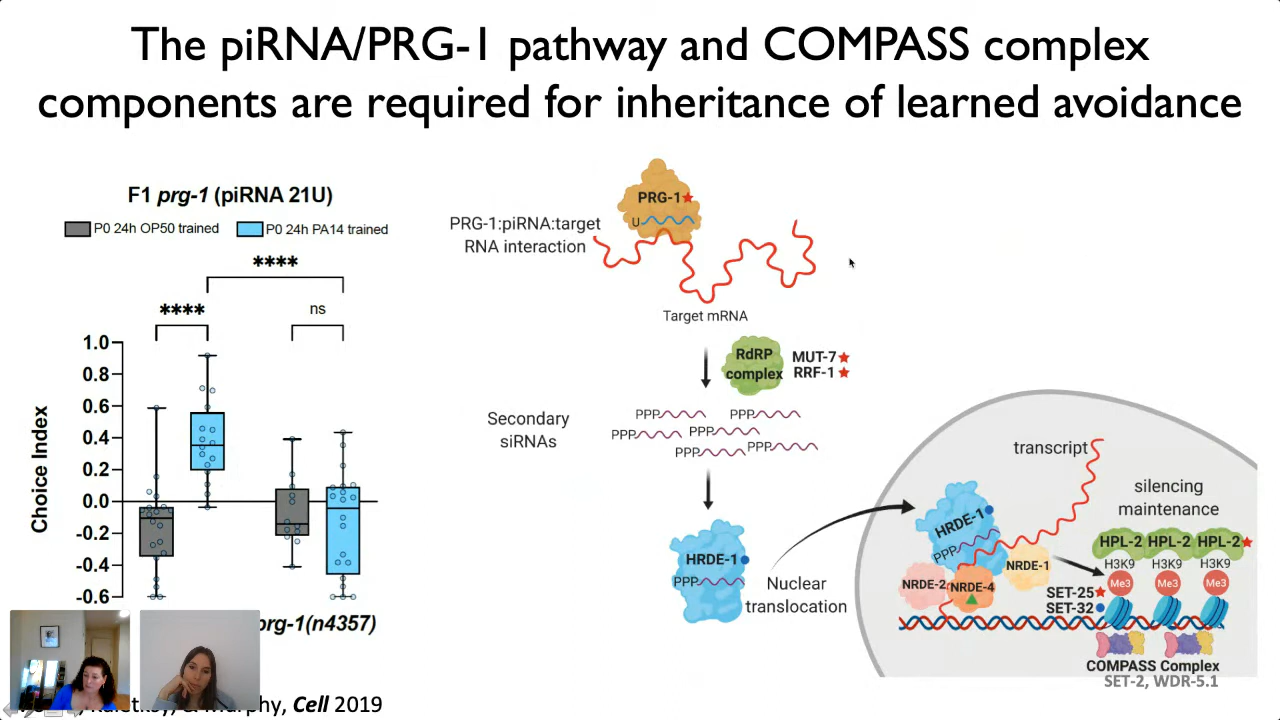 The piRNA/PRG-1 pathway and COMPASS complex
components are required for inheritance of learned avoidance
F1 prg-1 (piRNA 21U)
P0 24h OP50 trained
P0 24h PA14 trained
****
****
ns
Choice Index
1.0
0.8
0.6
0.4
0.2
0.0
-0.2
-0.4
-0.6
prg-1(n4357)
& Murphy, Cell 2019
PRG-1
U
PRG-1:piRNA:target
RNA interaction
Target mRNA
RdRP
complex
MUT-7
RRF-1
Secondary
siRNAs
PPP
PPP
PPP
PPP
PPP
PPP
HRDE-1
PPP
Nuclear
translocation
transcript
HRDE-1
PPP
NRDE-2
NRDE-4
NRDE-1
silencing
maintenance
HPL-2
HPL-2
HPL-2
H3K9
H3K9
H3K9
Me3
Me3
Me3
SET-25
SET-32
COMPASS Complex
SET-2, WDR-5.1